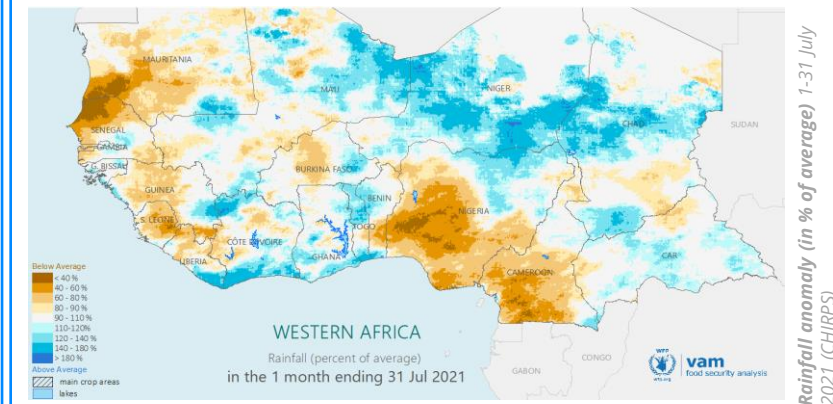 MAURITANIA
MALI
NIGER
CHAD
SUDAN
SENEGAL
GAMBIA
G. BISSAU
BURKINA FASO
GUINEA
BENIN
NIGERIA
S. LEONE
TOGO
CÔTE D'IVOIRE
GHANA
LIBERIA
CAMEROON
CAR
GABON
CONGO
Below Average
< 40 %
40 - 60 %
60 - 80 %
80 - 90 %
90 - 110 %
110-120%
120 - 140 %
140 - 180 %
> 180 %
Above Average
main crop areas
lakes
WESTERN AFRICA
Rainfall (percent of average)
in the 1 month ending 31 Jul 2021
WFP
wfp.org
vam
food security analysis
Rainfall anomaly (in % of average) 1-31 July
2021 (CHIRPS)